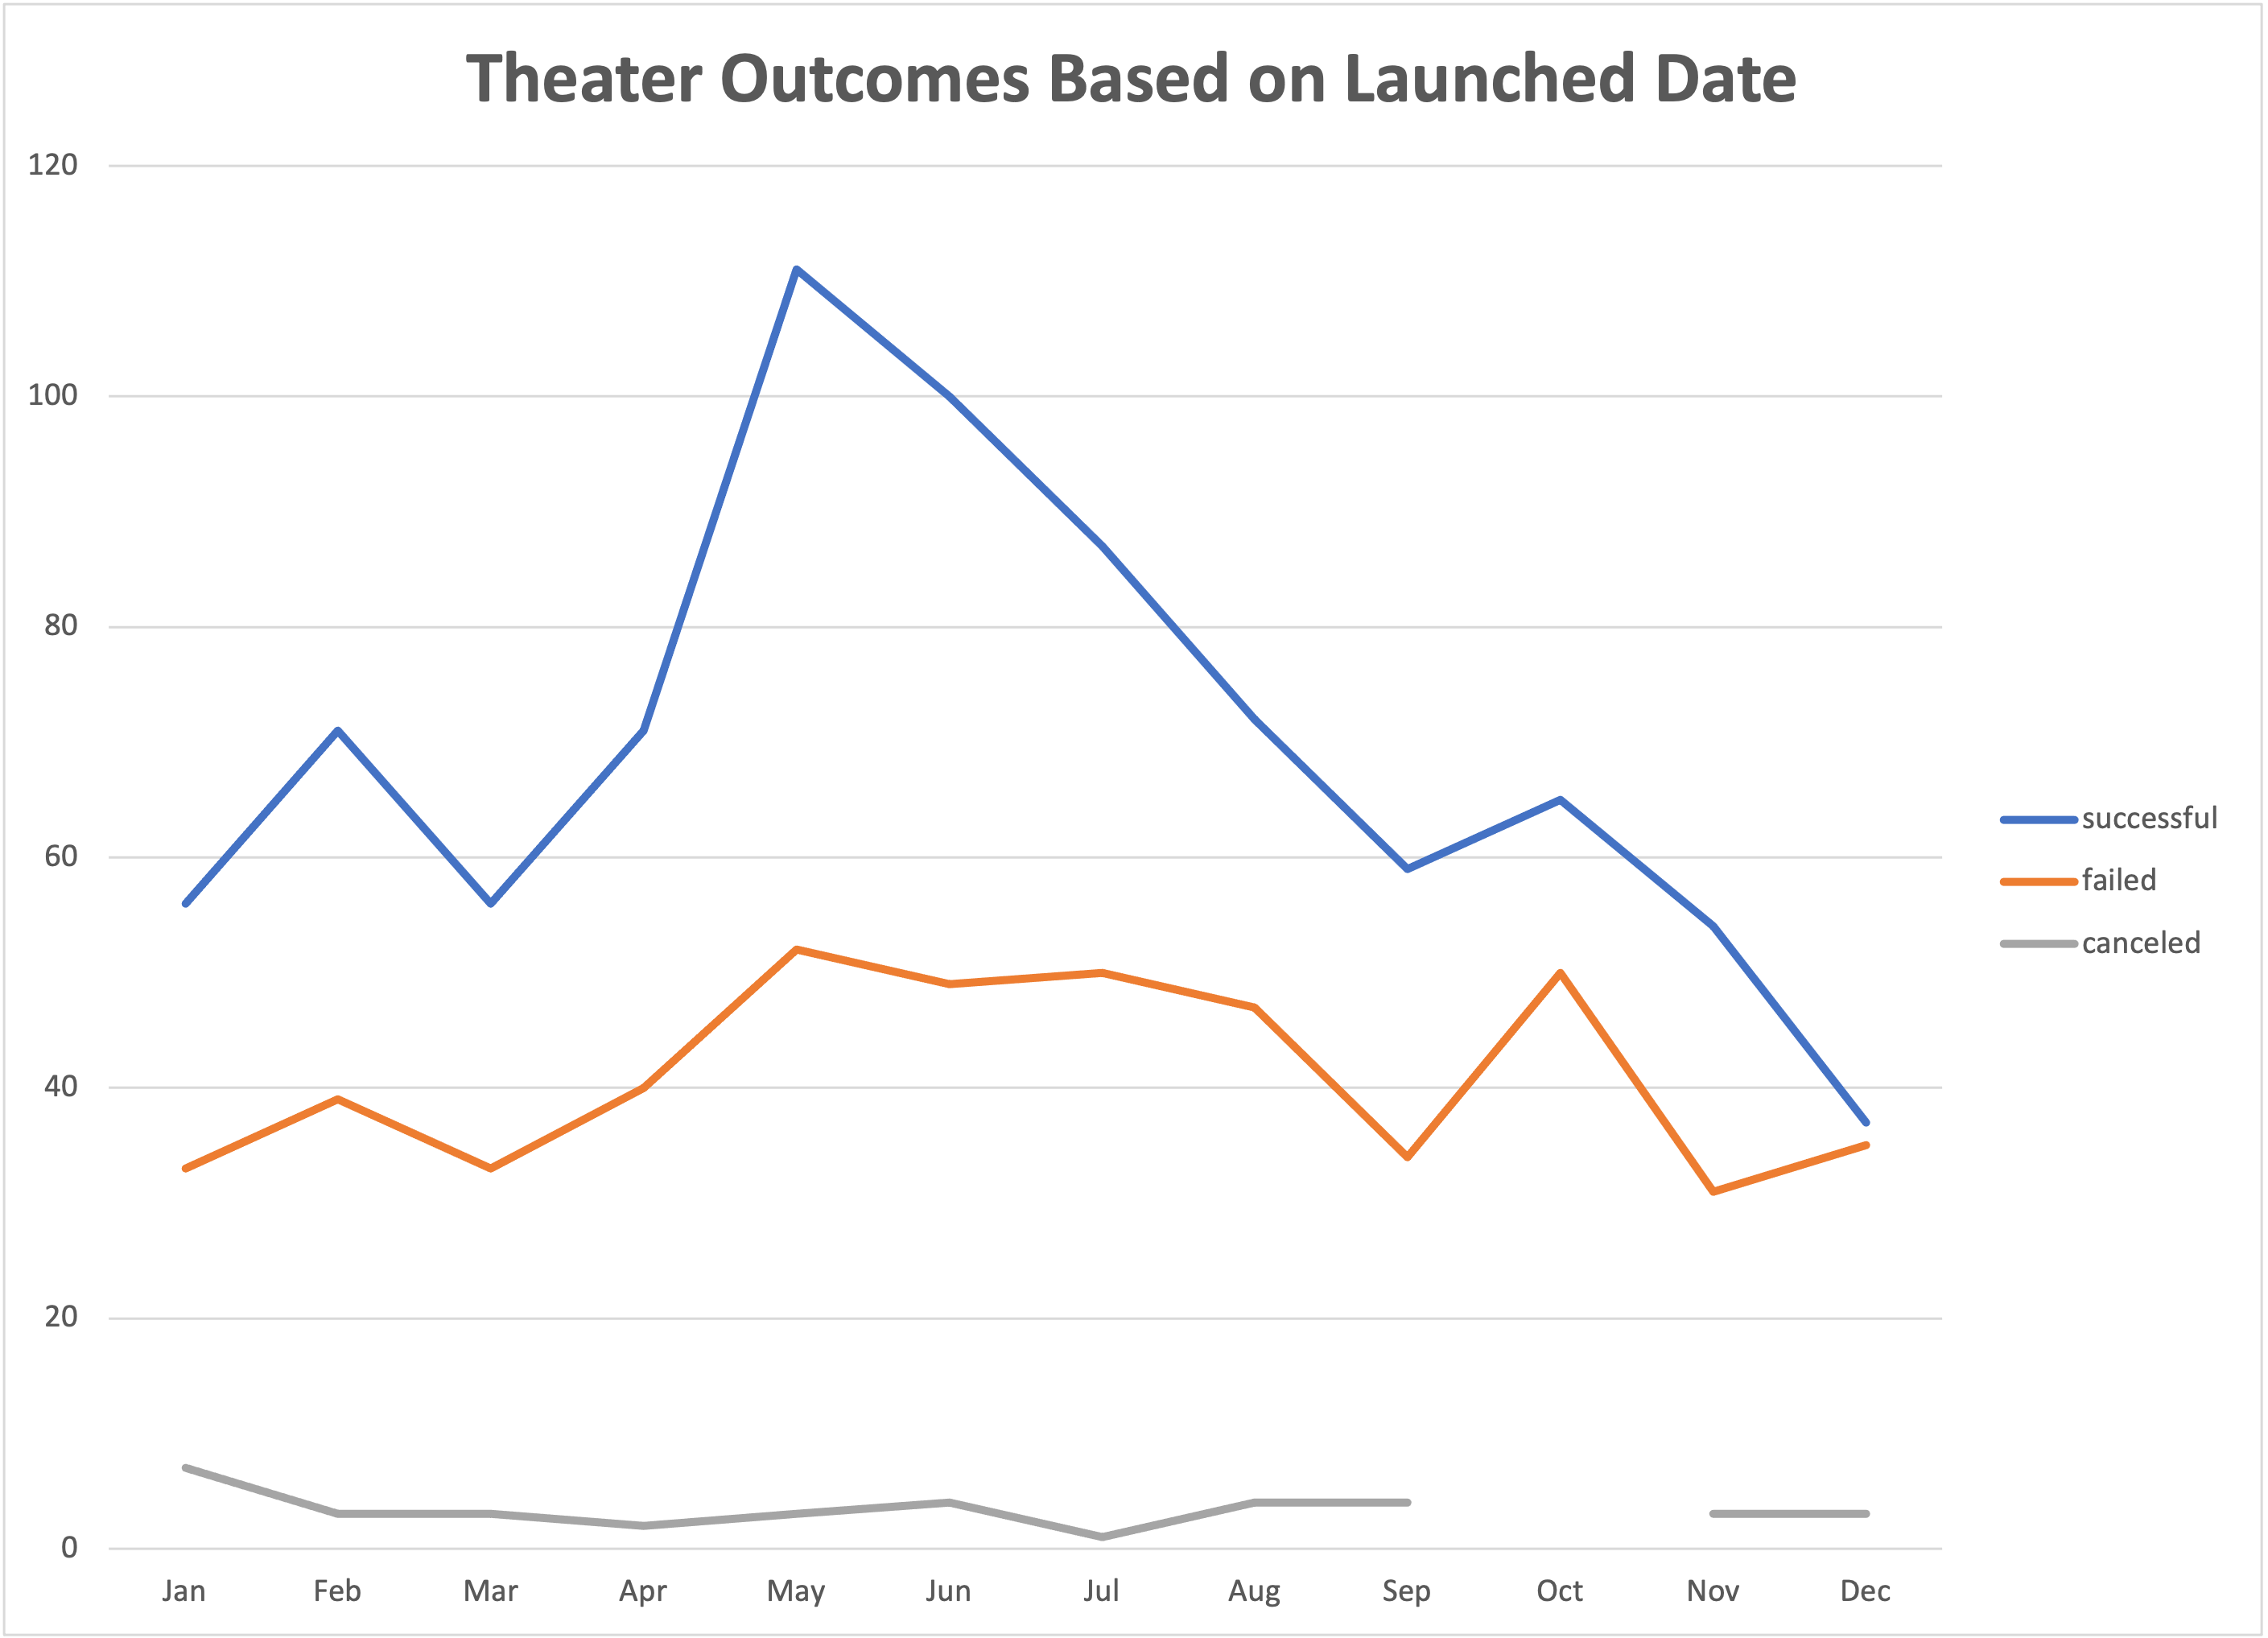 Theater Outcomes Based on Launched Date
120
100
80
60
40
20
0
Jan Feb Mar Apr May Jun Jul Aug Sep Oct Nov Dec
successful
failed
canceled